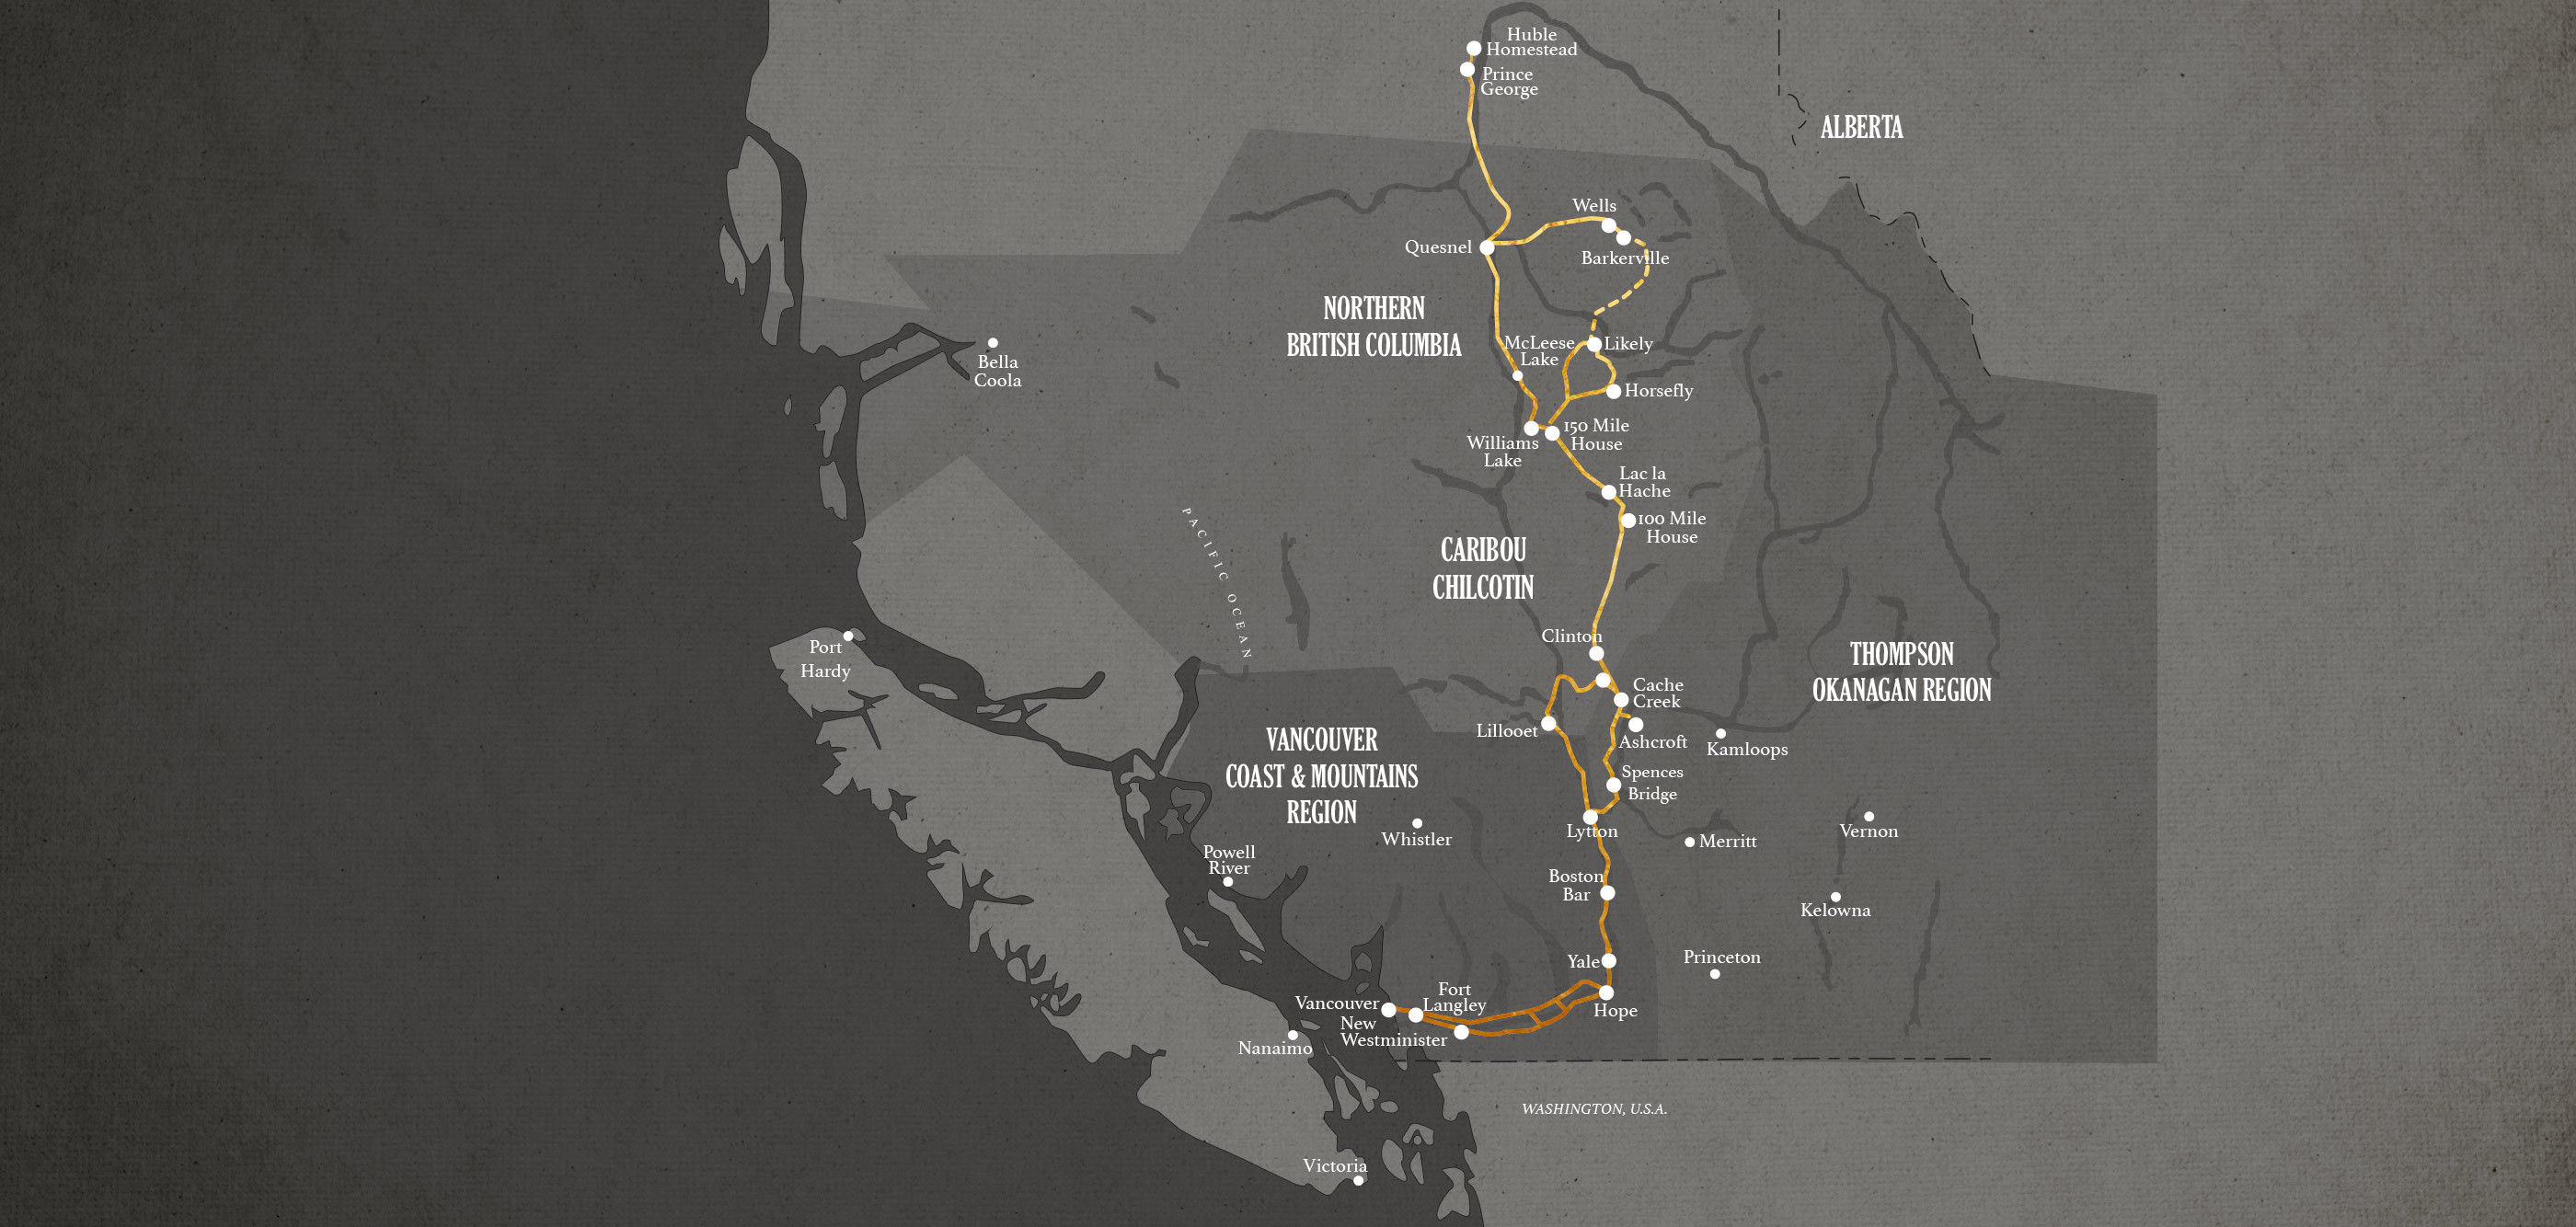 Huble
Homestead
Prince
George
ALBERTA
Wells
Quesnel
Barkerville
NORTHERN
BRITISH COLUMBIA
McLeese
Lake
Likely
Bella
Coola
Horsefly
150 Mile
House
Williams
Lake
Lac la
Hache
100 Mile
House
PACIFIC OCEAN
CARIBOU
CHILCOTIN
Clinton
Port
Hardy
THOMPSON
OKANAGAN REGION
Cache
Creek
Lillooet
Ashcroft
Kamloops
VANCOUVER
COAST & MOUNTAINS
REGION
Spences
Bridge
Whistler
Lytton
Merritt
Vernon
Powell
River
Boston
Bar
Kelowna
Yale
Princeton
Fort
Langley
Vancouver
Hope
New
Westminister
Nanaimo
WASHINGTON, U.S.A.
Victoria